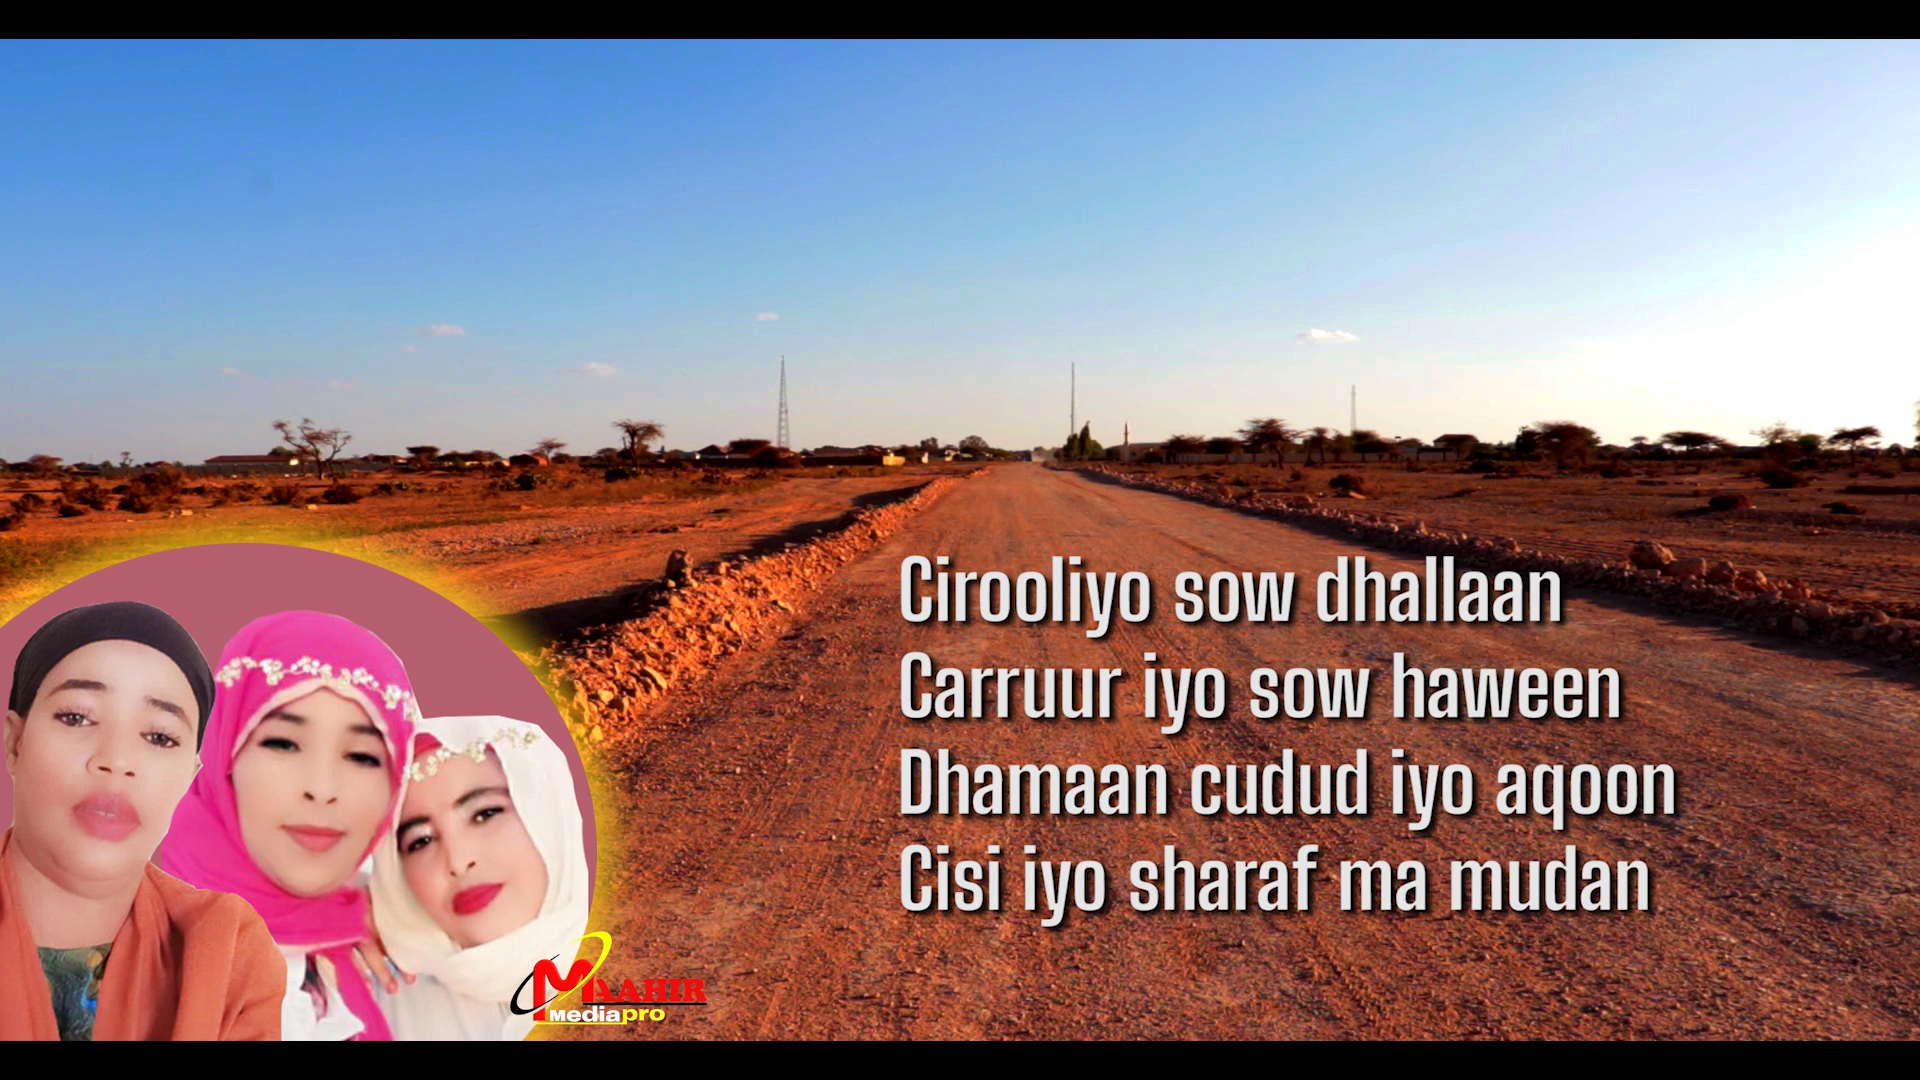 Cirooliyo sow dhallaan
Carruur iyo sow haween
Dhamaan cudud iyo aqoon
Cisi iyo sharaf ma mudan
MAAHIR
Mediapro